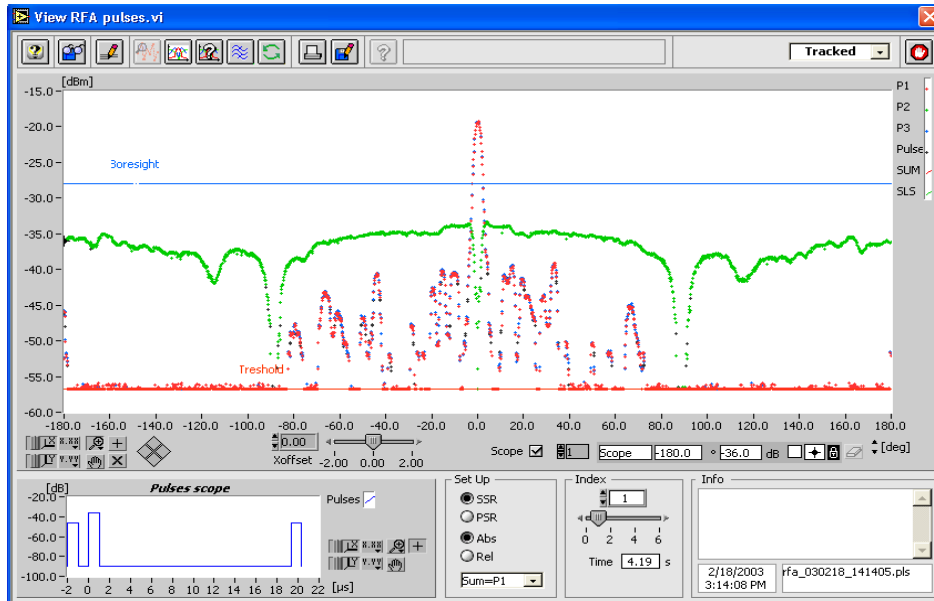 View RFA pulses.vi
Tracked
[dBm]
-15.0
-20.0
-25.0
-30.0
-35.0
-40.0
-45.0
-50.0
-55.0
-60.0
Boresight
Treshold
P1
P2
P3
Pulse
SUM
SLS
-180.0 -160.0 -140.0 -120.0 -100.0 -80.0 -60.0 -40.0 -20.0 0.0 20.0 40.0 60.0 80.0 100.0 120.0 140.0 160.0 180.0
[deg]
X X.XX
Y Y.YY
0.00
Xoffset -2.00 0.00 2.00
Scope 1 Scope -180.0 ° -36.0 dB
[dB] Pulses scope
-20.0
-40.0
-60.0
-80.0
-100.0
-2 0 2 4 6 8 10 12 14 16 18 20 22 [µs]
Pulses
X X.XX
Y Y.YY
Set Up
SSR
PSR
Abs
Rel
Sum=P1
Index
1
0 2 4 6
Time 4.19 s
Info
2/18/2003
3:14:08 PM
rfa_030218_141405.pls